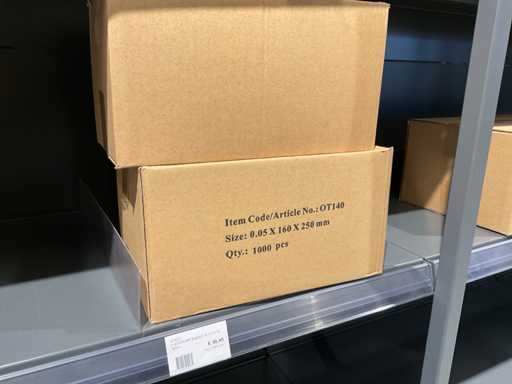 Item Code/Article No.: OT140
Size: 0.05 X 160 X 250 mm
Qty.: 1000 pcs